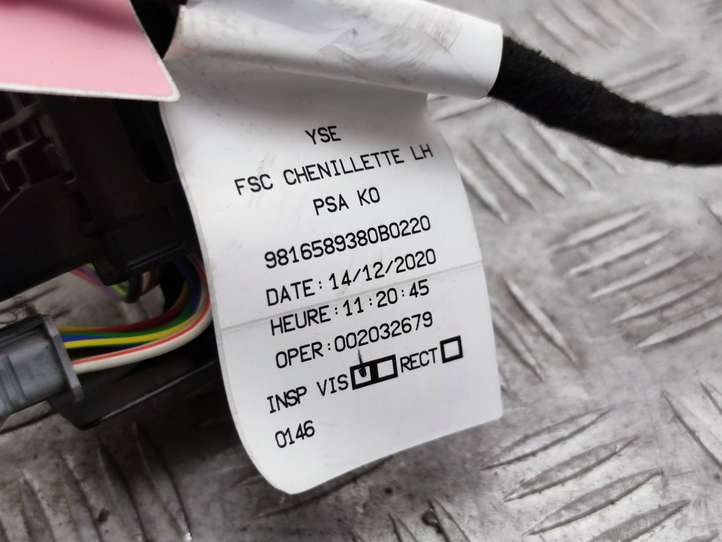 YSE
FSC CHENILLETTE LH
PSA K0
9816589380B0220
DATE:14/12/2020
HEURE:11:20:45
OPER:002032679
INSP VIS RECT
0146